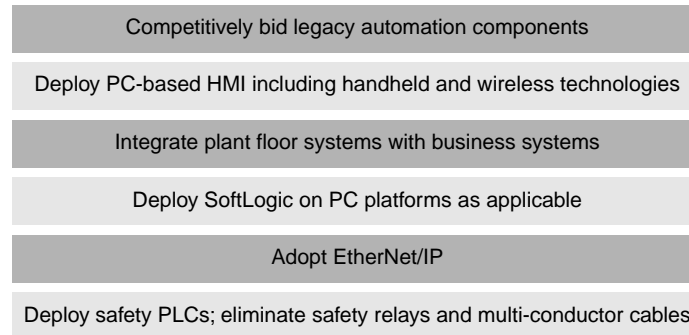 Competitively bid legacy automation components
Deploy PC-based HMI including handheld and wireless technologies
Integrate plant floor systems with business systems
Deploy SoftLogic on PC platforms as applicable
Adopt EtherNet/IP
Deploy safety PLCs; eliminate safety relays and multi-conductor cables